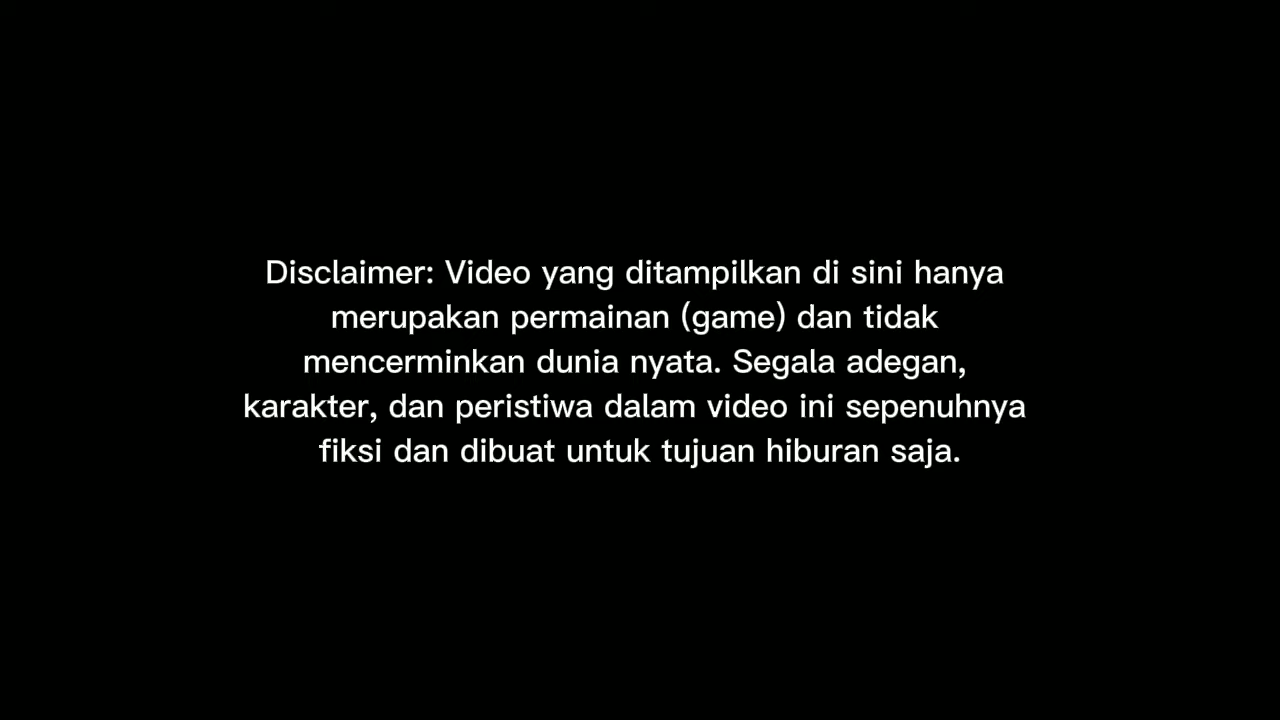 Disclaimer: Video yang ditampilkan di sini hanya
merupakan permainan (game) dan tidak
mencerminkan dunia nyata. Segala adegan,
karakter, dan peristiwa dalam video ini sepenuhnya
fiksi dan dibuat untuk tujuan hiburan saja.